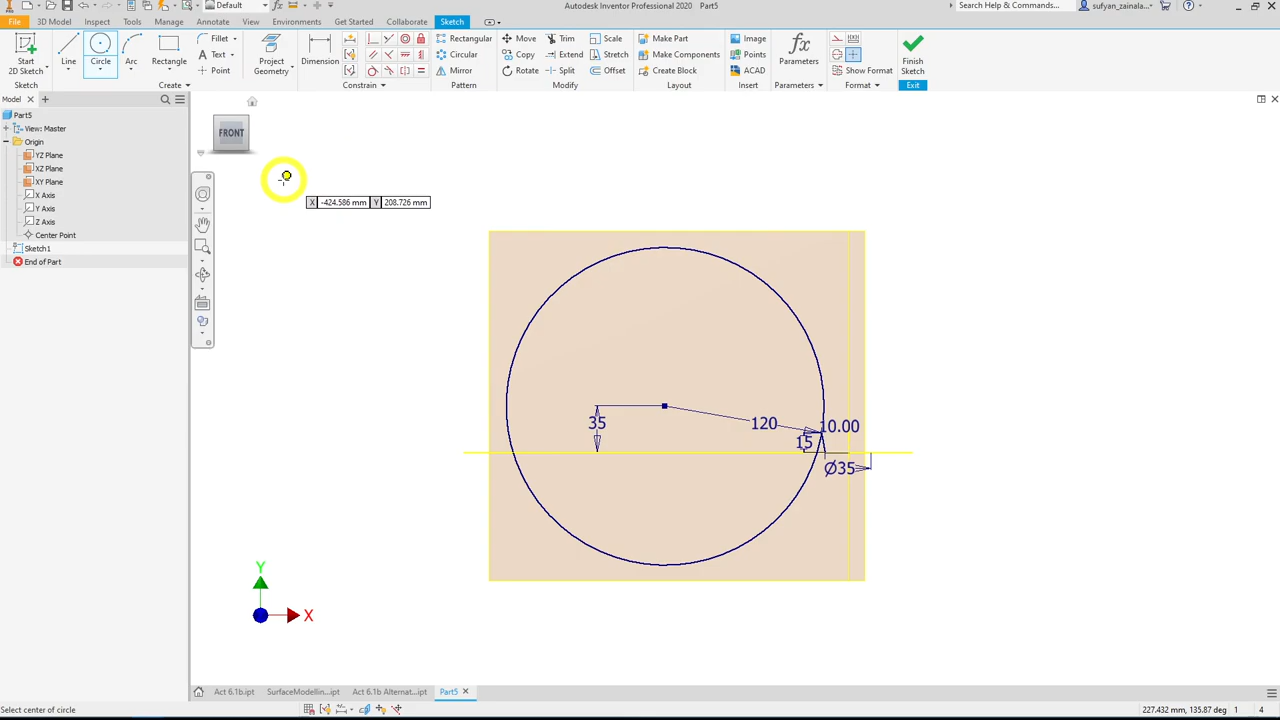 Default
Autodesk Inventor Professional 2020 Part5
Search Help & Commands...
sufyan_zainala...
File 3D Model Inspect Tools Manage Annotate View Environments Get Started Collaborate Sketch
Start
2D Sketch
Line
Circle
Arc
Rectangle
Fillet
Text
Point
Project
Geometry
Dimension
Rectangular
Circular
Mirror
Move
Copy
Rotate
Trim
Extend
Split
Scale
Stretch
Offset
Make Part
Make Components
Create Block
Image
Points
ACAD
Parameters
Show Format
Finish
Sketch
Sketch Create Constrain Pattern Modify Layout Insert Parameters Format Exit
Model
Part5
View: Master
Origin
YZ Plane
XZ Plane
XY Plane
X Axis
Y Axis
Z Axis
Center Point
Sketch1
End of Part
FRONT
X -424.586 mm Y 208.726 mm
35
120
10.00
15
Ø35
Y
X
Act 6.1b.ipt SurfaceModellin...ipt Act 6.1b Alternat...ipt Part5
Select center of circle
227.432 mm, 135.87 deg 1 4